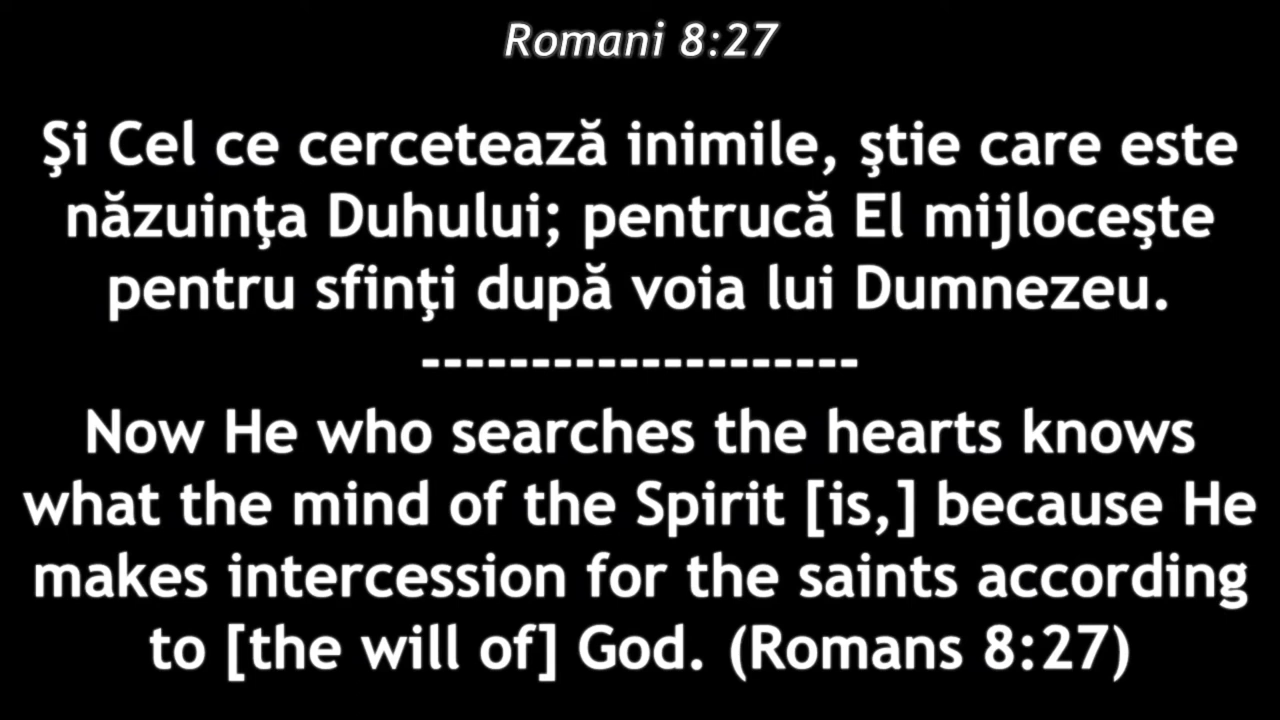 Romani 8:27
Şi Cel ce cercetează inimile, ştie care este
năzuinţa Duhului; pentrucă El mijloceşte
pentru sfinţi după voia lui Dumnezeu.
--------------------
Now He who searches the hearts knows
what the mind of the Spirit [is,] because He
makes intercession for the saints according
to [the will of] God. (Romans 8:27)